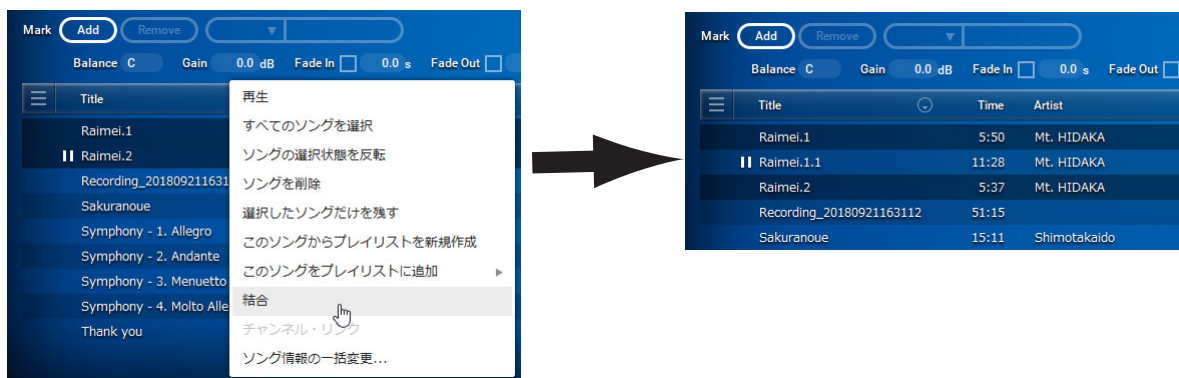 Mark Add Remove
Balance C Gain 0.0 dB Fade In 0.0 s Fade Out
Title
Raimei.1
Raimei.2
Recording_201809211631
Sakuranoue
Symphony - 1. Allegro
Symphony - 2. Andante
Symphony - 3. Menuetto
Symphony - 4. Molto Alle
Thank you
再生
すべてのソングを選択
ソングの選択状態を反転
ソングを削除
選択したソングだけを残す
このソングからプレイリストを新規作成
このソングをプレイリストに追加
結合
チャンネル・リンク
ソング情報の一括変更...
Mark Add Remove
Balance C Gain 0.0 dB Fade In 0.0 s Fade Out
Title Time Artist
Raimei.1 5:50 Mt. HIDAKA
Raimei.1.1 11:28 Mt. HIDAKA
Raimei.2 5:37 Mt. HIDAKA
Recording_20180921163112 51:15
Sakuranoue 15:11 Shimotakaido